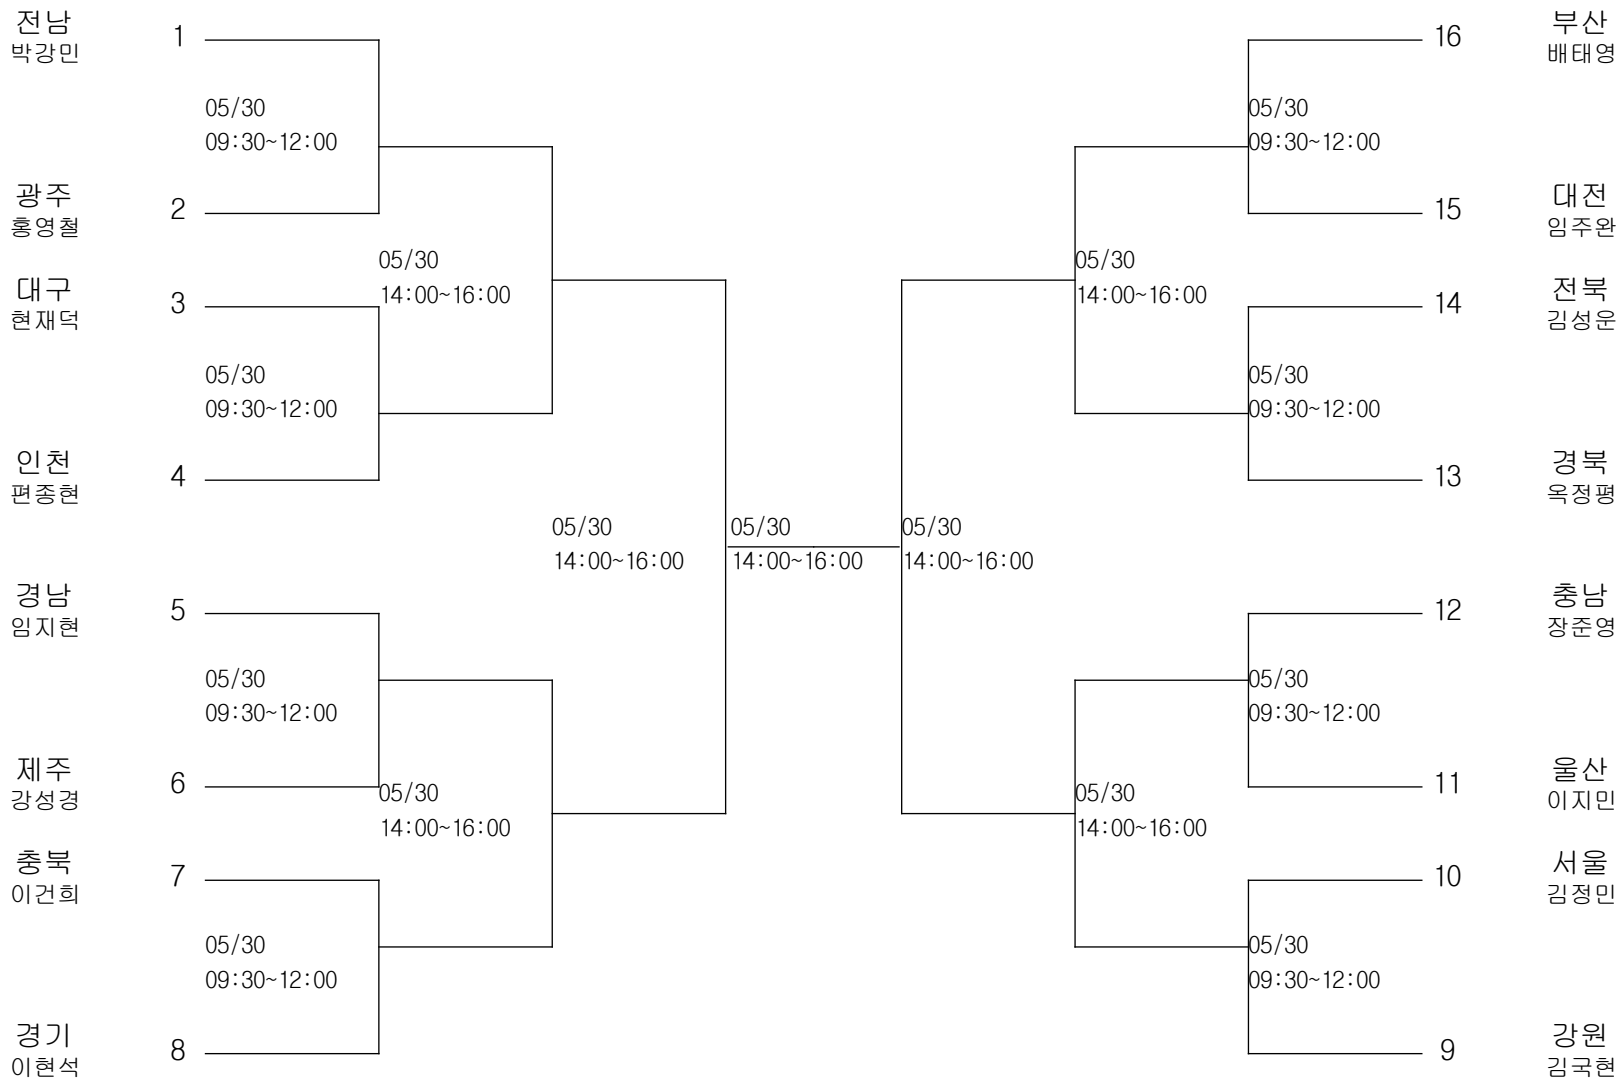 전남
박강민
1
16
부산
배태영
05/30
09:30~12:00
05/30
09:30~12:00
광주
홍영철
2
15
대전
임주완
05/30
14:00~16:00
05/30
14:00~16:00
대구
현재덕
3
14
전북
김성운
05/30
09:30~12:00
05/30
09:30~12:00
인천
편종현
4
13
경북
옥정평
05/30
14:00~16:00
05/30
14:00~16:00
05/30
14:00~16:00
경남
임지현
5
12
충남
장준영
05/30
09:30~12:00
05/30
09:30~12:00
제주
강성경
6
11
울산
이지민
05/30
14:00~16:00
05/30
14:00~16:00
충북
이건희
7
10
서울
김정민
05/30
09:30~12:00
05/30
09:30~12:00
경기
이현석
8
9
강원
김국현